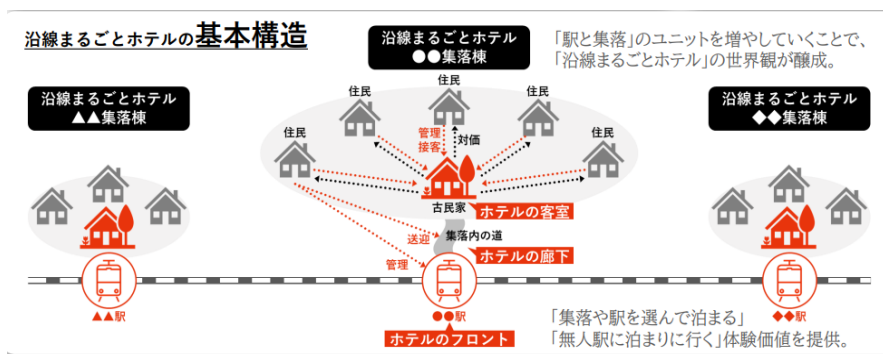 沿線まるごとホテルの基本構造
沿線まるごとホテル
●●集落棟
「駅と集落」のユニットを増やしていくことで、
「沿線まるごとホテル」の世界観が醸成。
沿線まるごとホテル
▲▲集落棟
沿線まるごとホテル
◆◆集落棟
住民
住民
住民
住民
住民
管理
接客
対価
古民家
ホテルの客室
送迎
集落内の道
ホテルの廊下
管理
▲▲駅
●●駅
◆◆駅
ホテルのフロント
「集落や駅を選んで泊まる」
「無人駅に泊まりに行く」体験価値を提供。